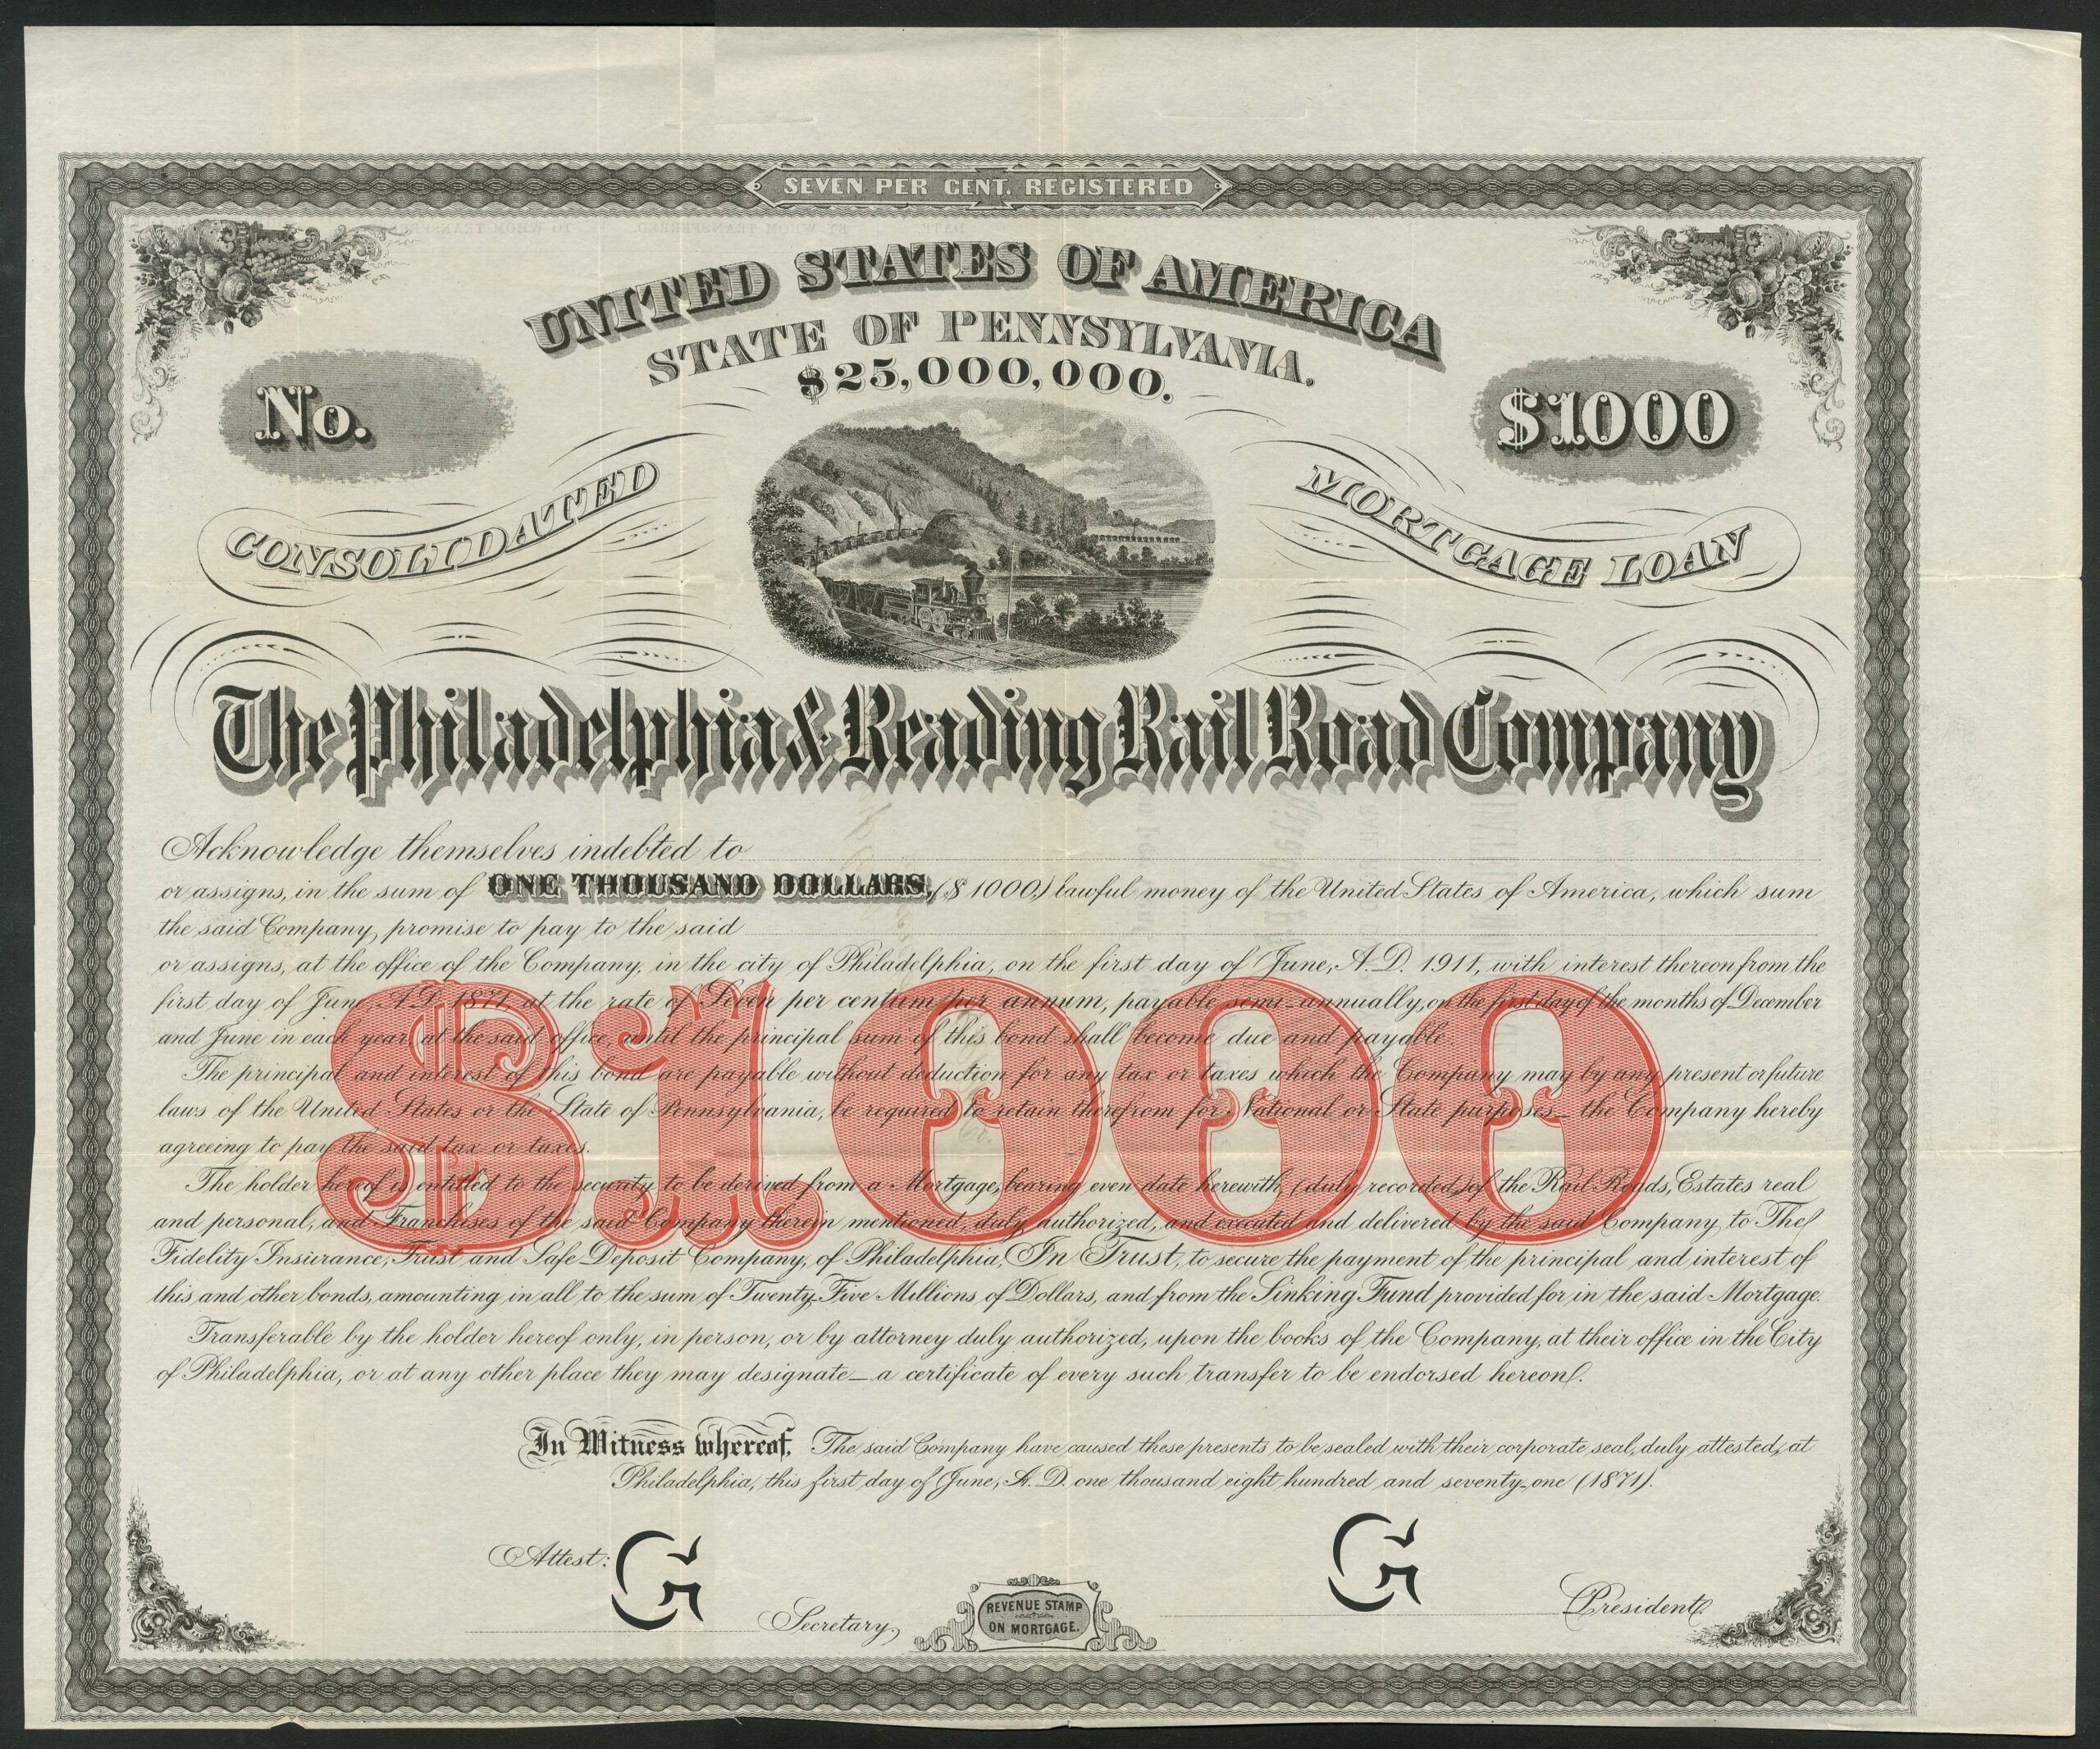 SEVEN PER CENT. REGISTERED
UNITED STATES OF AMERICA
STATE OF PENNSYLVANIA.
$25,000,000.
No.
$1000
CONSOLIDATED
MORTGAGE LOAN
The Philadelphia & Reading Rail Road Company
Acknowledge themselves indebted to
or assigns, in the sum of ONE THOUSAND DOLLARS, ($1000,) lawful money of the United States of America, which sum
the said Company, promise to pay to the said
or assigns, at the office of the Company, in the city of Philadelphia, on the first day of June, A.D. 1911, with interest thereon from the
first day of June, A.D. 1871, at the rate of Seven per centum per annum, payable semi-annually, on the first day of the months of December
and June in each year, at the said office, until the principal sum of this bond shall become due and payable.
The principal and interest of this bond are payable without deduction for any tax or taxes which the Company may by any present or future
laws of the United States or the State of Pennsylvania, be required to retain therefrom for National or State purposes_ the Company hereby
agreeing to pay the said tax or taxes.
The holder hereof is entitled to the security to be derived from a Mortgage, bearing even date herewith, (duly recorded,) of the Rail Roads, Estates real
and personal, and Franchises of the said Company therein mentioned, duly authorized, and executed and delivered by the said Company, to The
Fidelity Insurance, Trust and Safe Deposit Company, of Philadelphia, In Trust, to secure the payment of the principal and interest of
this and other bonds, amounting in all to the sum of Twenty-Five Millions of Dollars, and from the Sinking Fund provided for in the said Mortgage.
Transferable by the holder hereof only, in person, or by attorney duly authorized, upon the books of the Company, at their office in the City
of Philadelphia, or at any other place they may designate_ a certificate of every such transfer to be endorsed hereon.
$1000
In Witness whereof, The said Company have caused these presents to be sealed with their corporate seal, duly attested, at
Philadelphia, this first day of June, A.D. one thousand eight hundred and seventy-one (1871).
Attest:
Secretary,
REVENUE STAMP
ON MORTGAGE.
President.